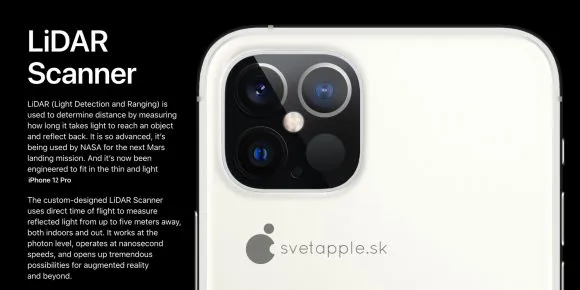 LiDAR
Scanner
LiDAR (Light Detection and Ranging) is
used to determine distance by measuring
how long it takes light to reach an object
and reflect back. It is so advanced, it's
being used by NASA for the next Mars
landing mission. And it's now been
engineered to fit in the thin and light
iPhone 12 Pro
The custom-designed LiDAR Scanner
uses direct time of flight to measure
reflected light from up to five meters away,
both indoors and out. It works at the
photon level, operates at nanosecond
speeds, and opens up tremendous
possibilities for augmented reality
and beyond.
svetapple.sk